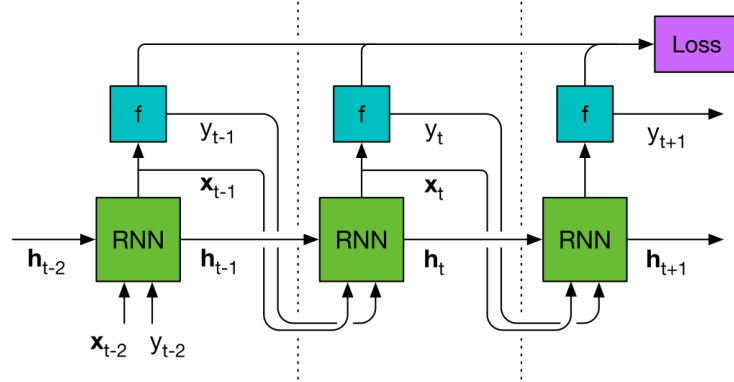 Loss
f
f
f
y_{t-1}
y_t
y_{t+1}
𝐱_{t-1}
𝐱_t
RNN
RNN
RNN
𝐡_{t-2}
𝐡_{t-1}
𝐡_t
𝐡_{t+1}
𝐱_{t-2}
y_{t-2}